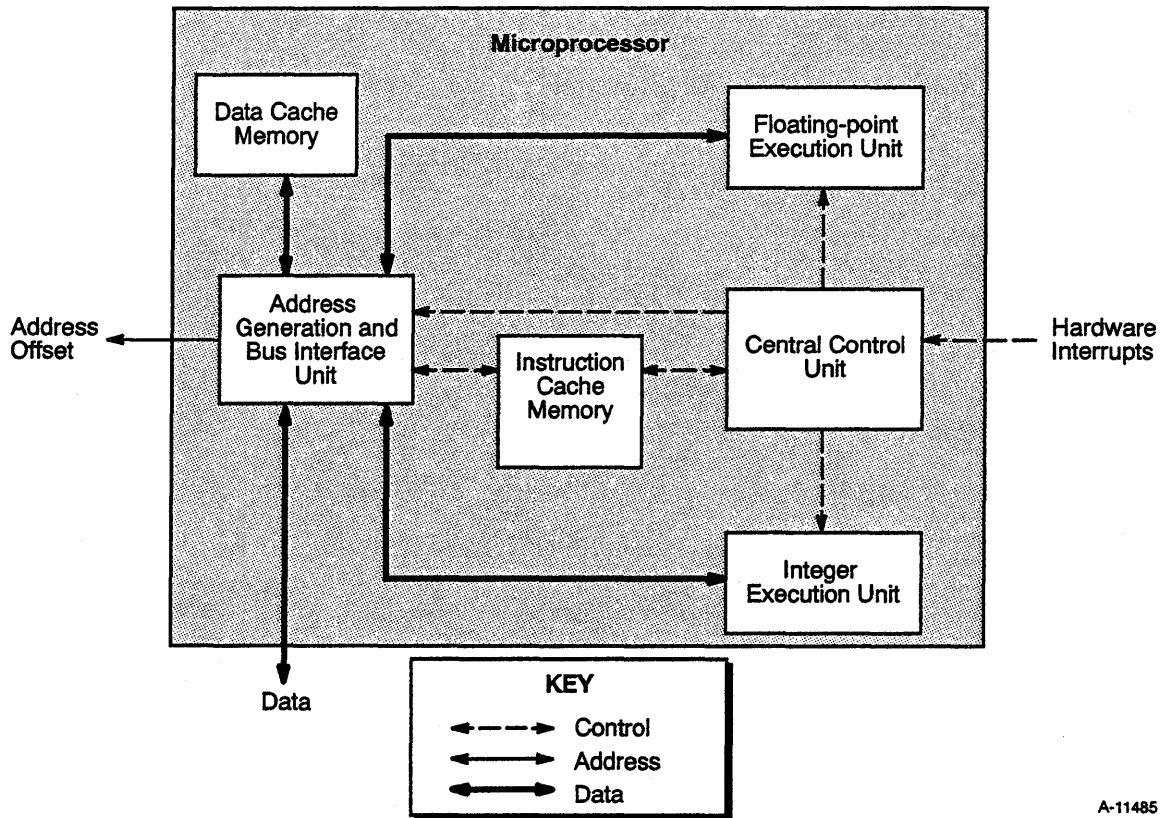 Microprocessor
Data Cache
Memory
Floating-point
Execution Unit
Address
Generation and
Bus Interface
Unit
Address
Offset
Instruction
Cache
Memory
Central Control
Unit
Hardware
Interrupts
Integer
Execution Unit
Data
KEY
Control
Address
Data
A-11485